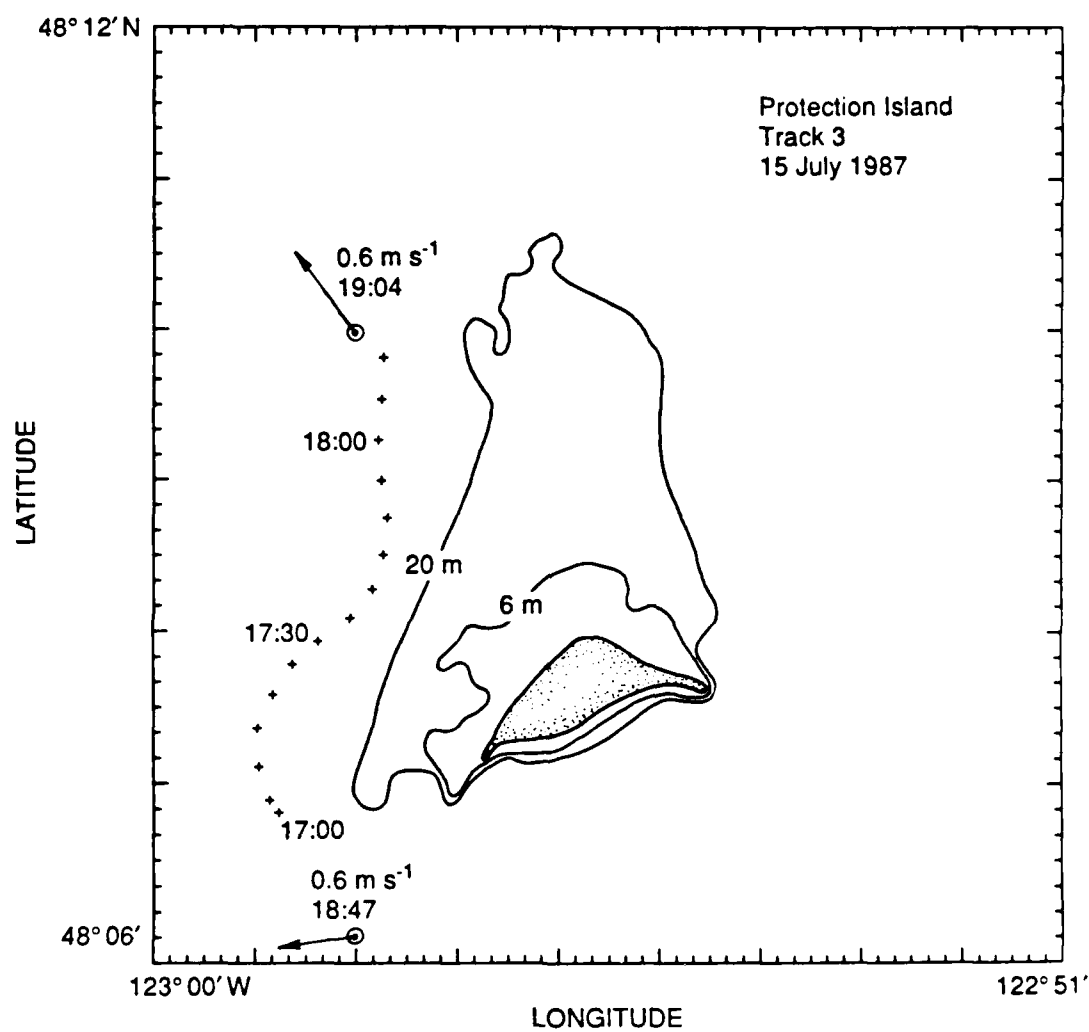 48° 12′ N
Protection Island
Track 3
15 July 1987
0.6 m s⁻¹
19:04
18:00
LATITUDE
20 m
6 m
17:30
17:00
0.6 m s⁻¹
18:47
48° 06′
123° 00′ W
122° 51′
LONGITUDE